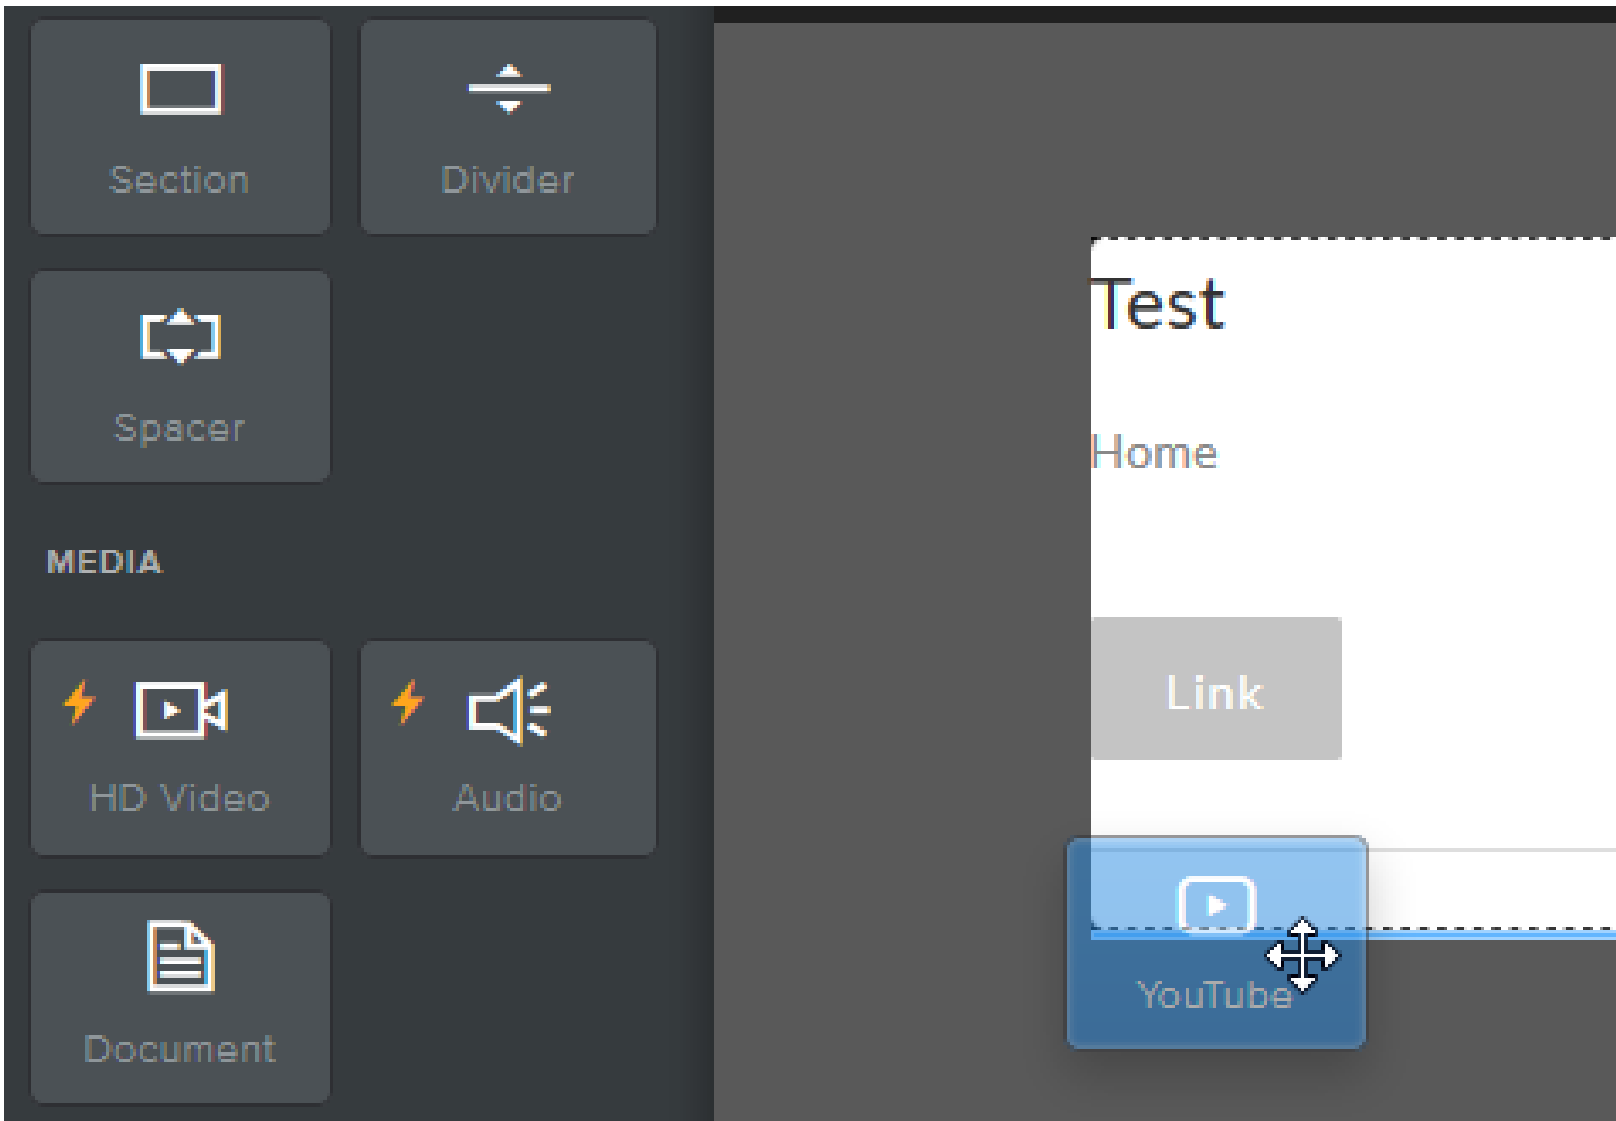 Section
Divider
Spacer
MEDIA
HD Video
Audio
Document
Test
Home
Link
YouTube